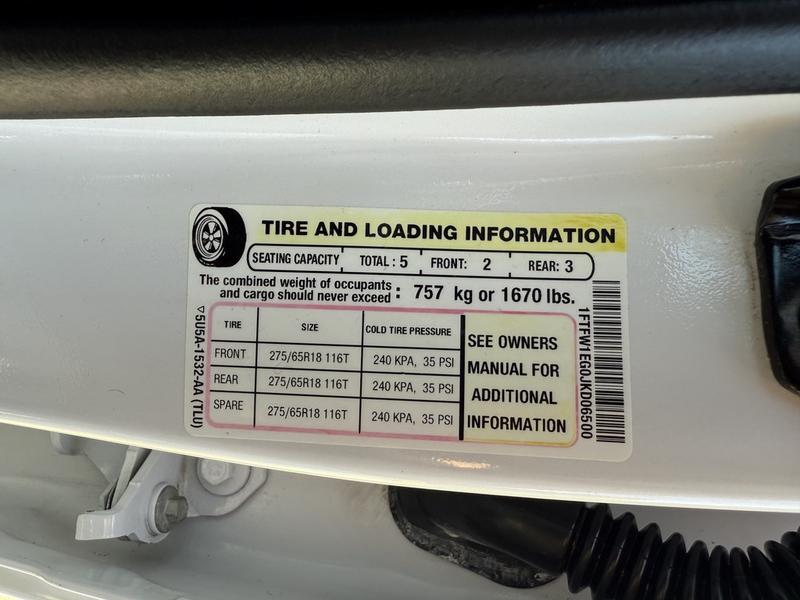 TIRE AND LOADING INFORMATION
SEATING CAPACITY TOTAL : 5 FRONT: 2 REAR: 3
The combined weight of occupants
and cargo should never exceed : 757 kg or 1670 lbs.
TIRE SIZE COLD TIRE PRESSURE
FRONT 275/65R18 116T 240 KPA, 35 PSI
REAR 275/65R18 116T 240 KPA, 35 PSI
SPARE 275/65R18 116T 240 KPA, 35 PSI
SEE OWNERS
MANUAL FOR
ADDITIONAL
INFORMATION
5U5A-1532-AA (TLU)
1FTFW1EG0JKD06500